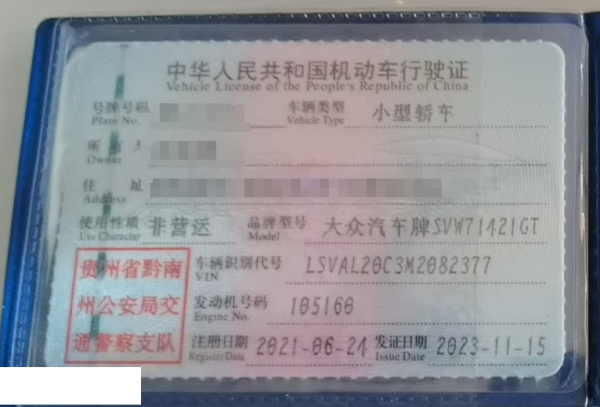 中华人民共和国机动车行驶证
Vehicle License of the People's Republic of China
号牌号码 车辆类型 小型轿车
Plate No. Vehicle Type
所有人
Owner
住址
Address
使用性质 非营运 品牌型号 大众汽车牌SVW71421GT
Use Character Model
贵州省黔南
州公安局交
通警察支队
车辆识别代号 LSVAL20C3M2082377
VIN
发动机号码 105160
Engine No.
注册日期 2021-06-24 发证日期 2023-11-15
Register Date Issue Date